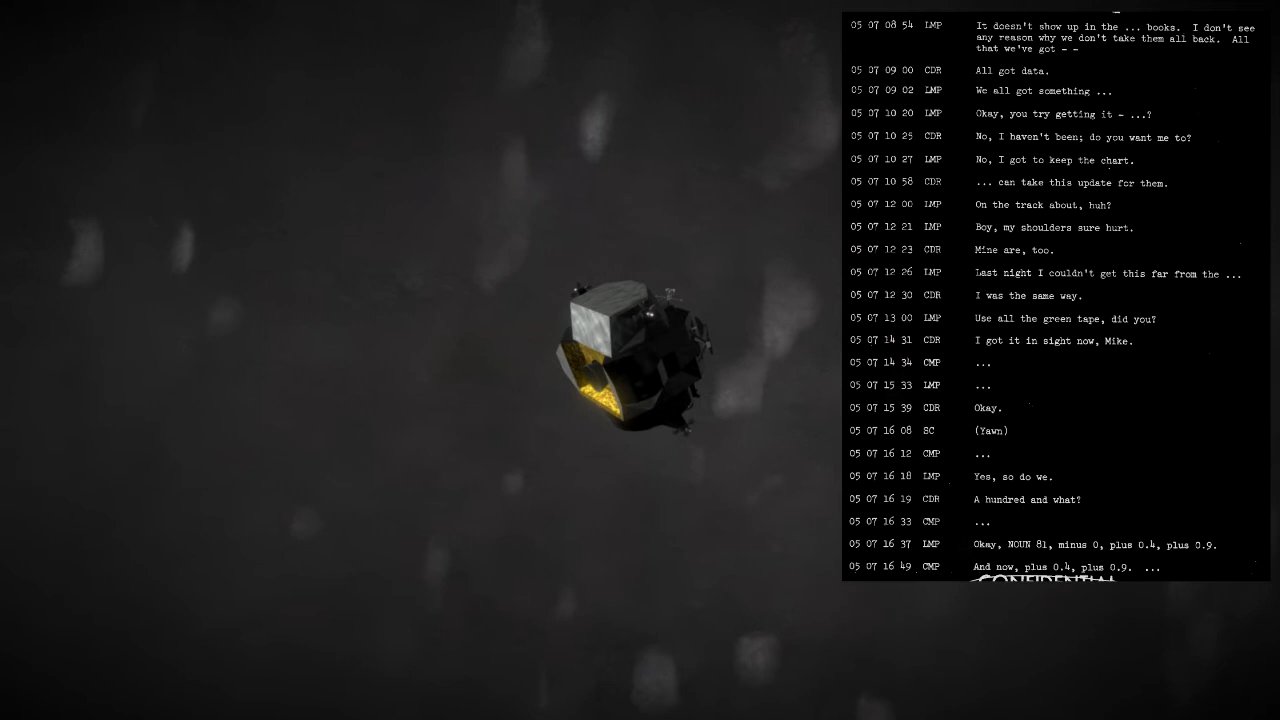 05 07 08 54 LMP It doesn't show up in the ... books. I don't see
any reason why we don't take them all back. All
that we've got - -
05 07 09 00 CDR All got data.
05 07 09 02 LMP We all got something ...
05 07 10 20 LMP Okay, you try getting it - ...?
05 07 10 25 CDR No, I haven't been; do you want me to?
05 07 10 27 LMP No, I got to keep the chart.
05 07 10 58 CDR ... can take this update for them.
05 07 12 00 LMP On the track about, huh?
05 07 12 21 LMP Boy, my shoulders sure hurt.
05 07 12 23 CDR Mine are, too.
05 07 12 26 LMP Last night I couldn't get this far from the ...
05 07 12 30 CDR I was the same way.
05 07 13 00 LMP Use all the green tape, did you?
05 07 14 31 CDR I got it in sight now, Mike.
05 07 14 34 CMP ...
05 07 15 33 LMP ...
05 07 15 39 CDR Okay.
05 07 16 08 SC (Yawn)
05 07 16 12 CMP ...
05 07 16 18 LMP Yes, so do we.
05 07 16 19 CDR A hundred and what?
05 07 16 33 CMP ...
05 07 16 37 LMP Okay, NOUN 81, minus 0, plus 0.4, plus 0.9.
05 07 16 49 CMP And now, plus 0.4, plus 0.9. ...
CONFIDENTIAL